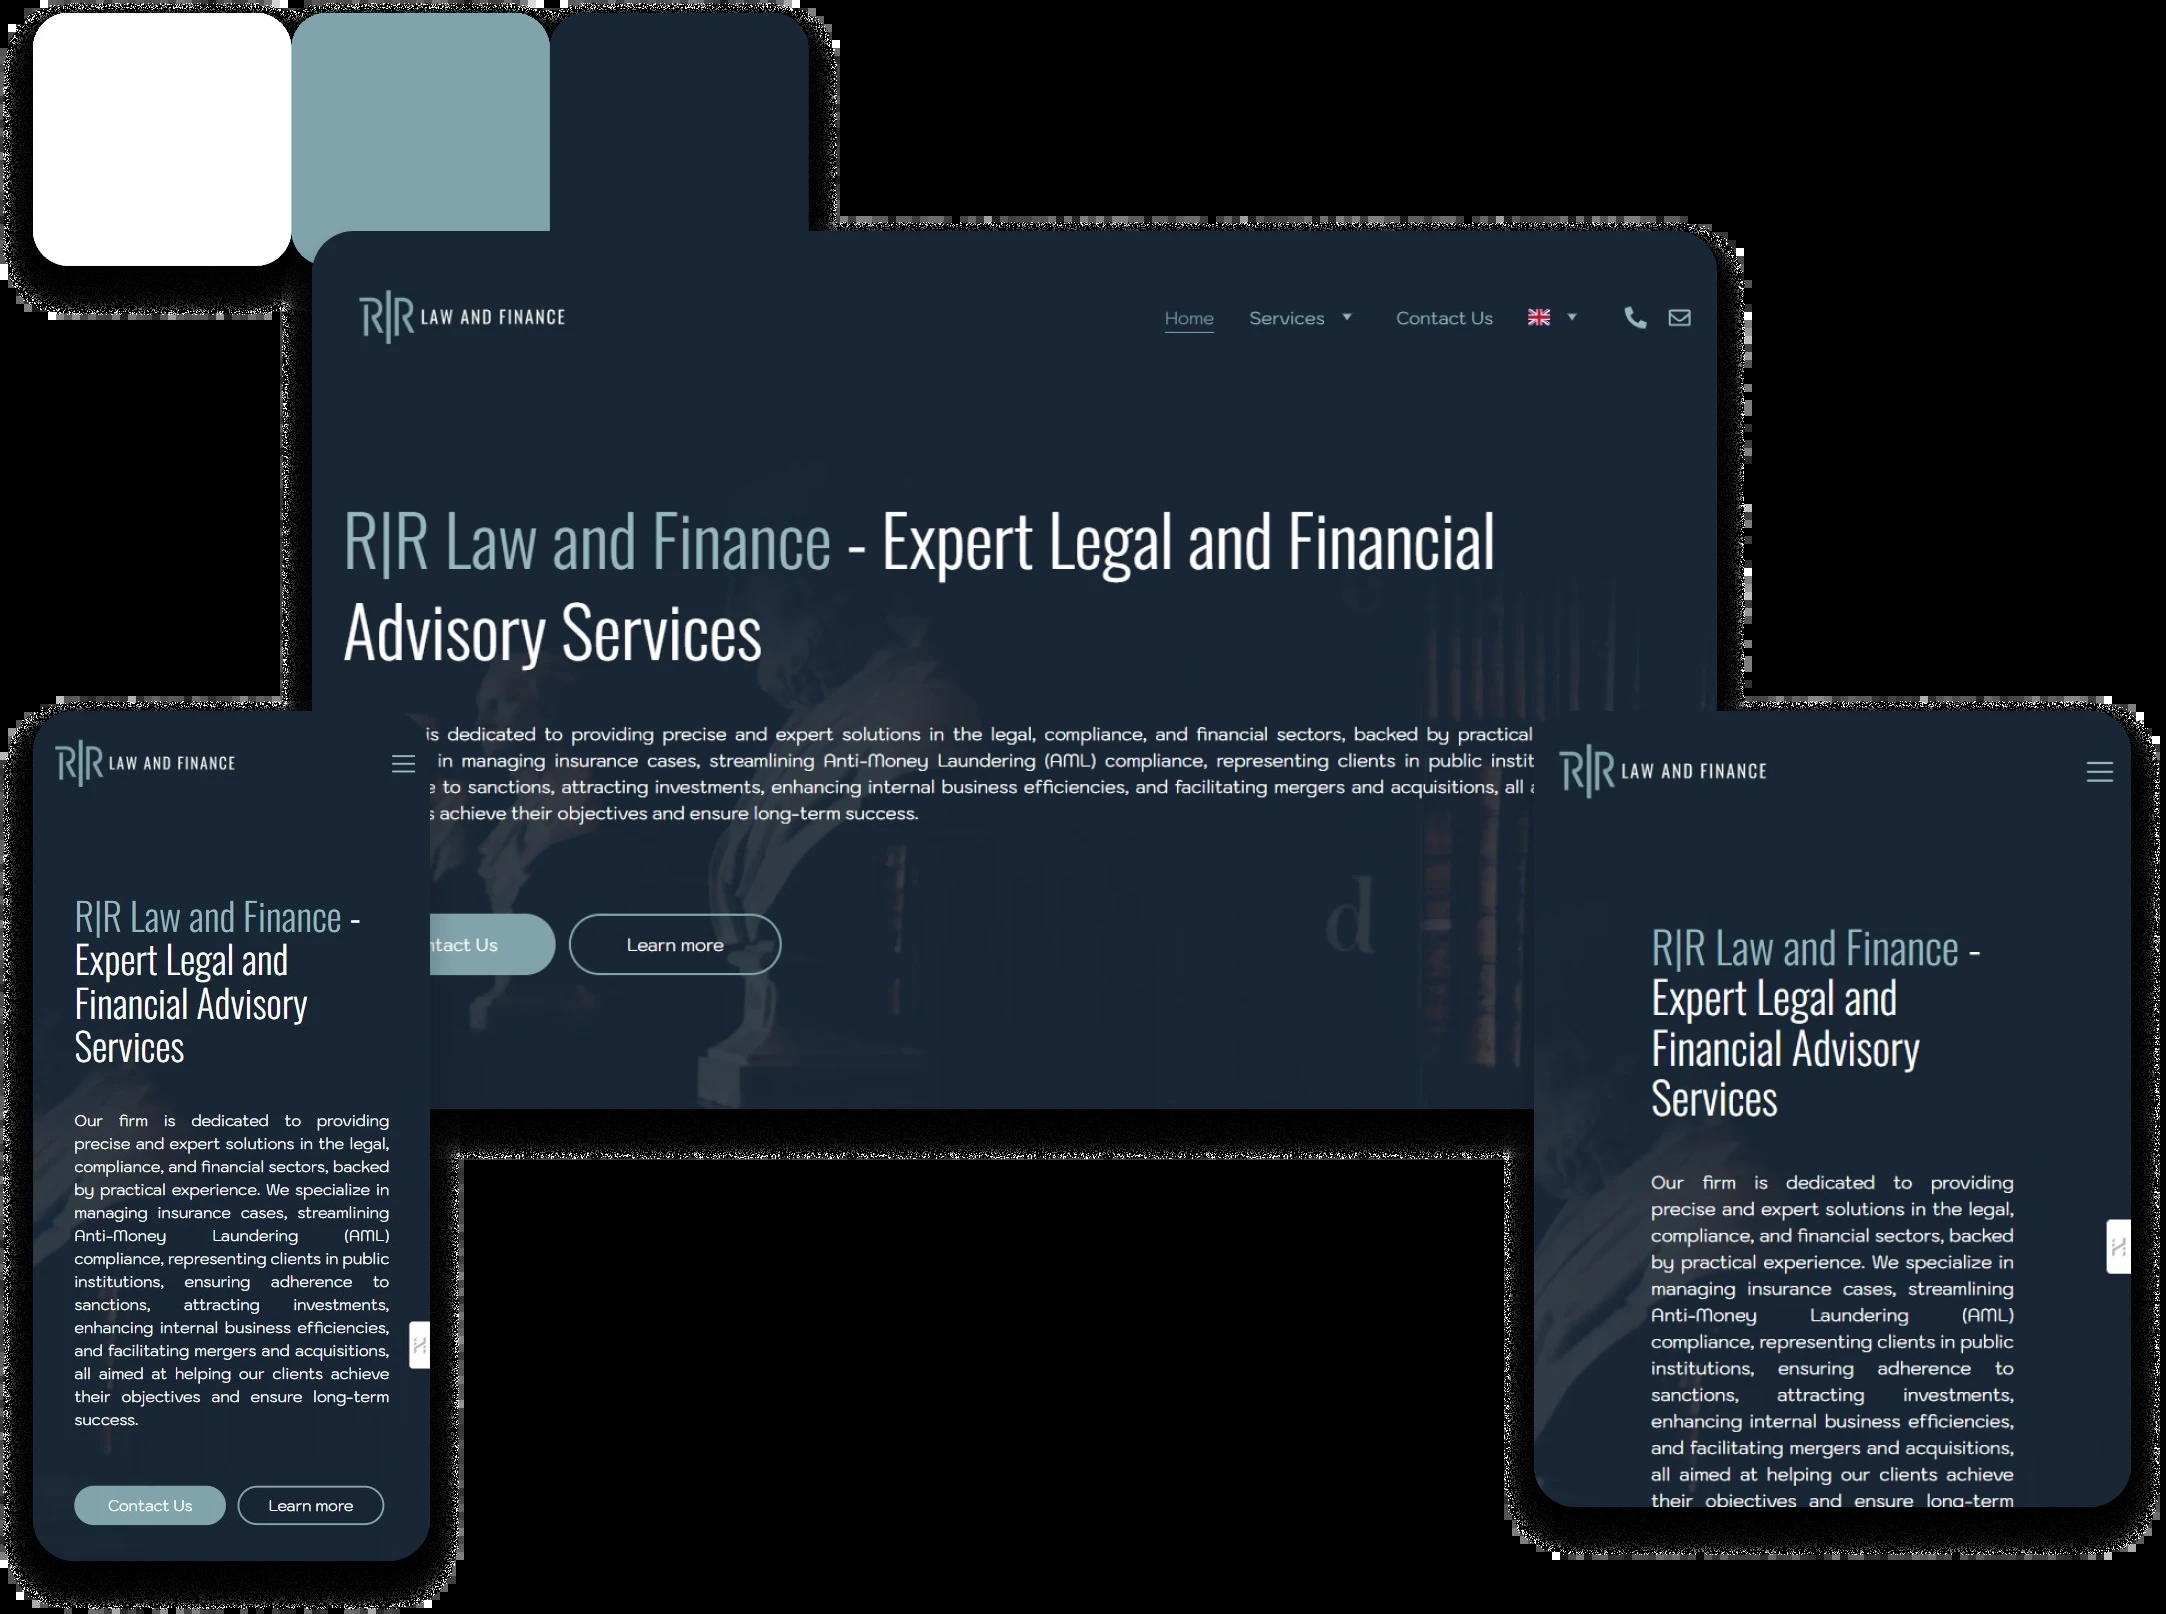 R|R LAW AND FINANCE
Home Services Contact Us
R|R Law and Finance - Expert Legal and Financial
Advisory Services
is dedicated to providing precise and expert solutions in the legal, compliance, and financial sectors, backed by practical
in managing insurance cases, streamlining Anti-Money Laundering (AML) compliance, representing clients in public instit
e to sanctions, attracting investments, enhancing internal business efficiencies, and facilitating mergers and acquisitions, all
s achieve their objectives and ensure long-term success.
ntact Us Learn more
d
R|R LAW AND FINANCE
R|R Law and Finance -
Expert Legal and
Financial Advisory
Services
Our firm is dedicated to providing
precise and expert solutions in the legal,
compliance, and financial sectors, backed
by practical experience. We specialize in
managing insurance cases, streamlining
Anti-Money Laundering (AML)
compliance, representing clients in public
institutions, ensuring adherence to
sanctions, attracting investments,
enhancing internal business efficiencies,
and facilitating mergers and acquisitions,
all aimed at helping our clients achieve
their objectives and ensure long-term
success.
Contact Us Learn more
R|R LAW AND FINANCE
R|R Law and Finance -
Expert Legal and
Financial Advisory
Services
Our firm is dedicated to providing
precise and expert solutions in the legal,
compliance, and financial sectors, backed
by practical experience. We specialize in
managing insurance cases, streamlining
Anti-Money Laundering (AML)
compliance, representing clients in public
institutions, ensuring adherence to
sanctions, attracting investments,
enhancing internal business efficiencies,
and facilitating mergers and acquisitions,
all aimed at helping our clients achieve
their objectives and ensure long-term